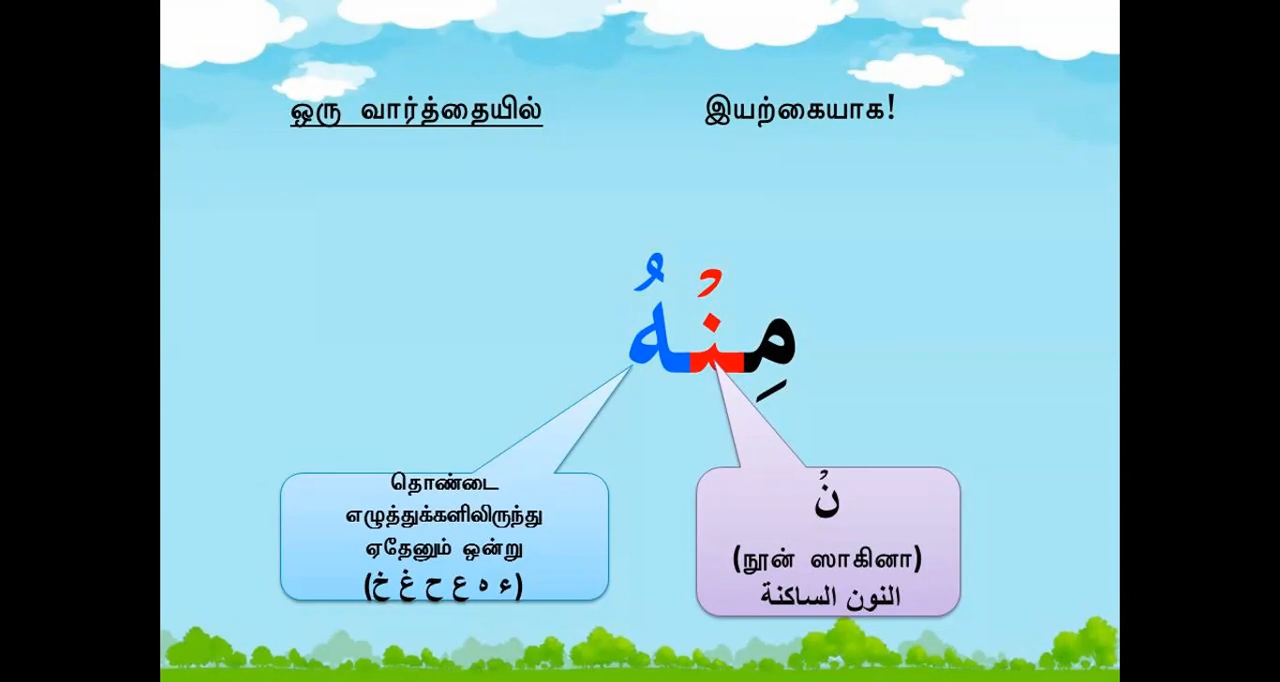 ஒரு வார்த்தையில்
இயற்கையாக!
مِنْهُ
தொண்டை
எழுத்துக்களிலிருந்து
ஏதேனும் ஒன்று
(ء ه ع ح غ خ)
نْ
(நூன் ஸாகினா)
النون الساكنة